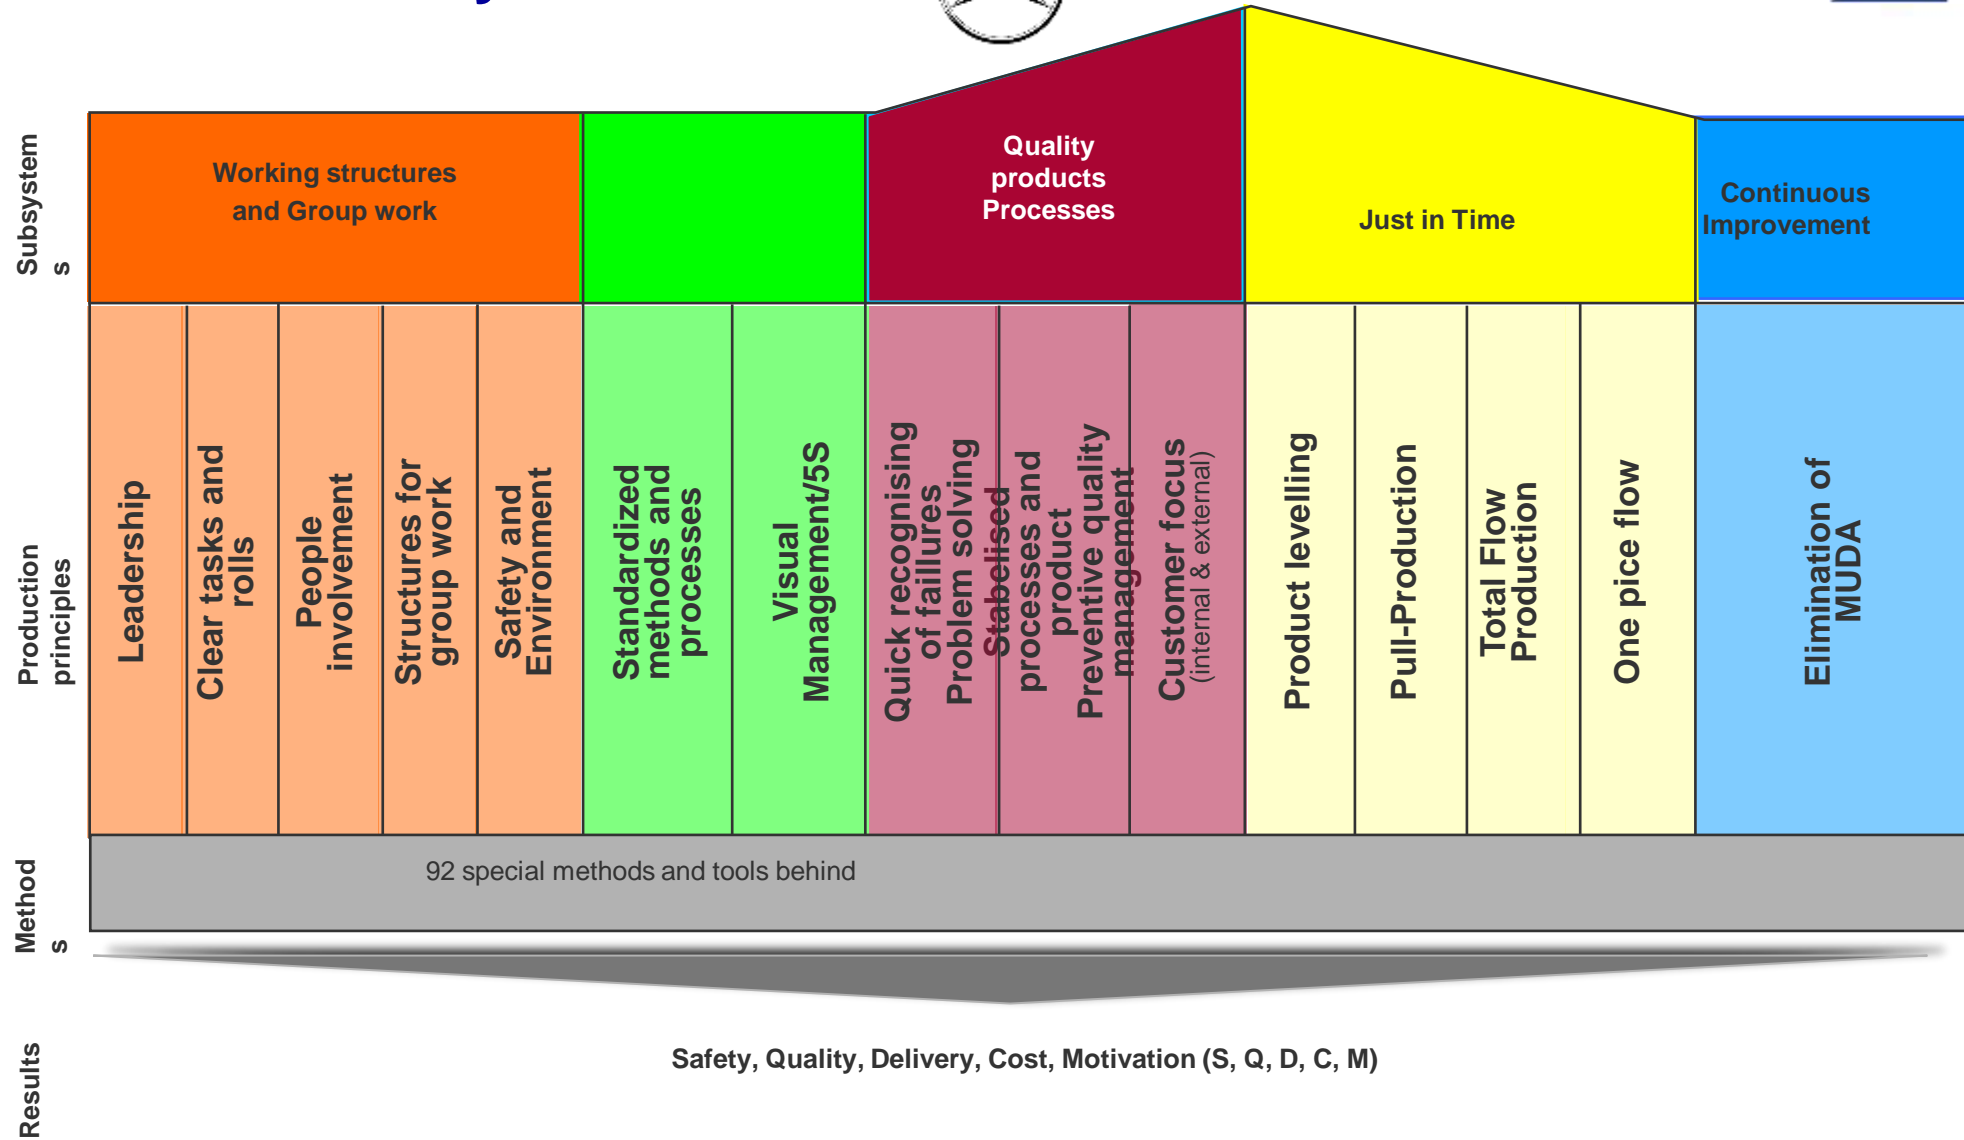 Subsystem
s
Working structures
and Group work
Quality
products
Processes
Just in Time
Continuous
Improvement
Production
principles
Leadership
Clear tasks and
rolls
People
involvement
Structures for
group work
Safety and
Environment
Standardized
methods and
processes
Visual
Management/5S
Quick recognising
of faillures
Problem solving
Stabelised
processes and
product
Preventive quality
management
Customer focus
(internal & external)
Product levelling
Pull-Production
Total Flow
Production
One pice flow
Elimination of
MUDA
Method
s
92 special methods and tools behind
Results
Safety, Quality, Delivery, Cost, Motivation (S, Q, D, C, M)